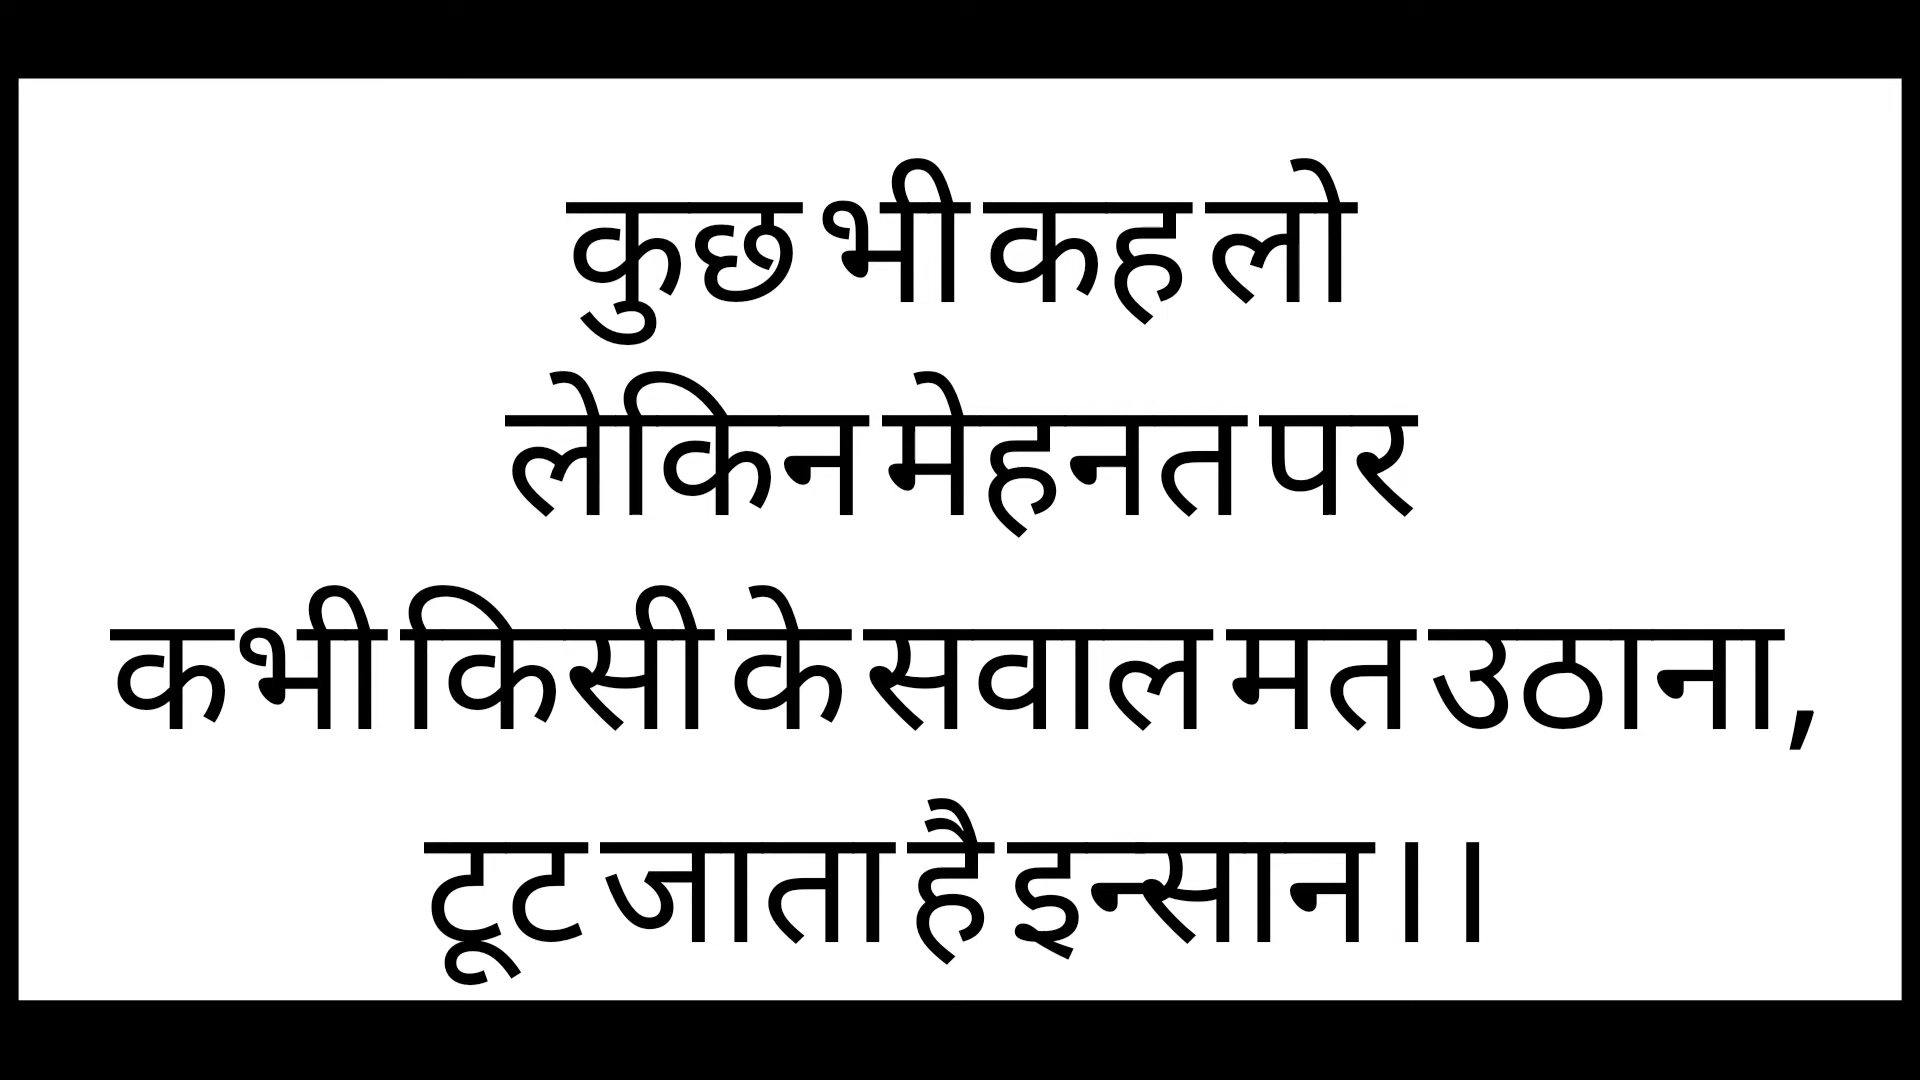 कुछ भी कह लो
लेकिन मेहनत पर
कभी किसी के सवाल मत उठाना,
टूट जाता है इन्सान।।